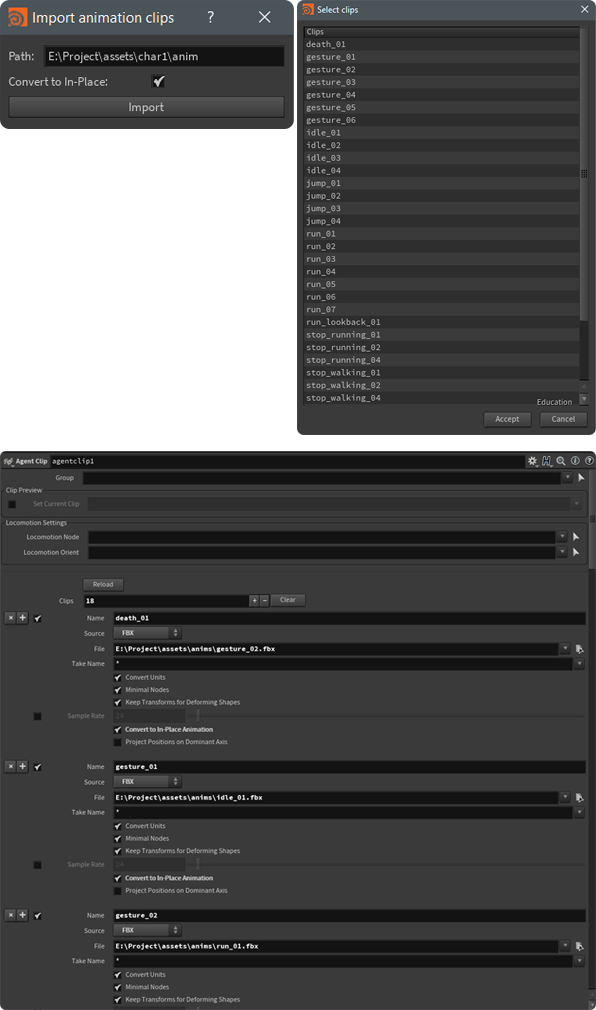 Import animation clips ? ×
Path: E:\Project\assets\char1\anim
Convert to In-Place:
Import
Select clips
Clips
death_01
gesture_01
gesture_02
gesture_03
gesture_04
gesture_05
gesture_06
idle_01
idle_02
idle_03
idle_04
jump_01
jump_02
jump_03
jump_04
run_01
run_02
run_03
run_04
run_05
run_06
run_07
run_lookback_01
stop_running_01
stop_running_02
stop_running_04
stop_walking_01
stop_walking_02
stop_walking_04
Education
Accept Cancel
Agent Clip agentclip1
Group
Clip Preview
Set Current Clip
Locomotion Settings
Locomotion Node
Locomotion Orient
Reload
Clips 18 + − Clear
Name death_01
Source FBX
File E:\Project\assets\anims\gesture_02.fbx
Take Name *
Convert Units
Minimal Nodes
Keep Transforms for Deforming Shapes
Sample Rate 24
Convert to In-Place Animation
Project Positions on Dominant Axis
Name gesture_01
Source FBX
File E:\Project\assets\anims\idle_01.fbx
Take Name *
Convert Units
Minimal Nodes
Keep Transforms for Deforming Shapes
Sample Rate 24
Convert to In-Place Animation
Project Positions on Dominant Axis
Name gesture_02
Source FBX
File E:\Project\assets\anims\run_01.fbx
Take Name *
Convert Units
Minimal Nodes
Keep Transforms for Deforming Shapes